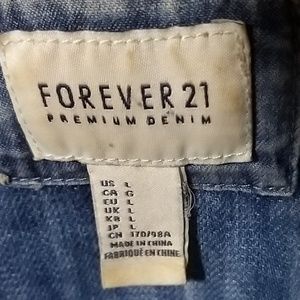 FOREVER 21
PREMIUM DENIM
US L
CA G
EU L
UK L
KR L
JP L
CN 170/98A
MADE IN CHINA
FABRIQUÉ EN CHINE